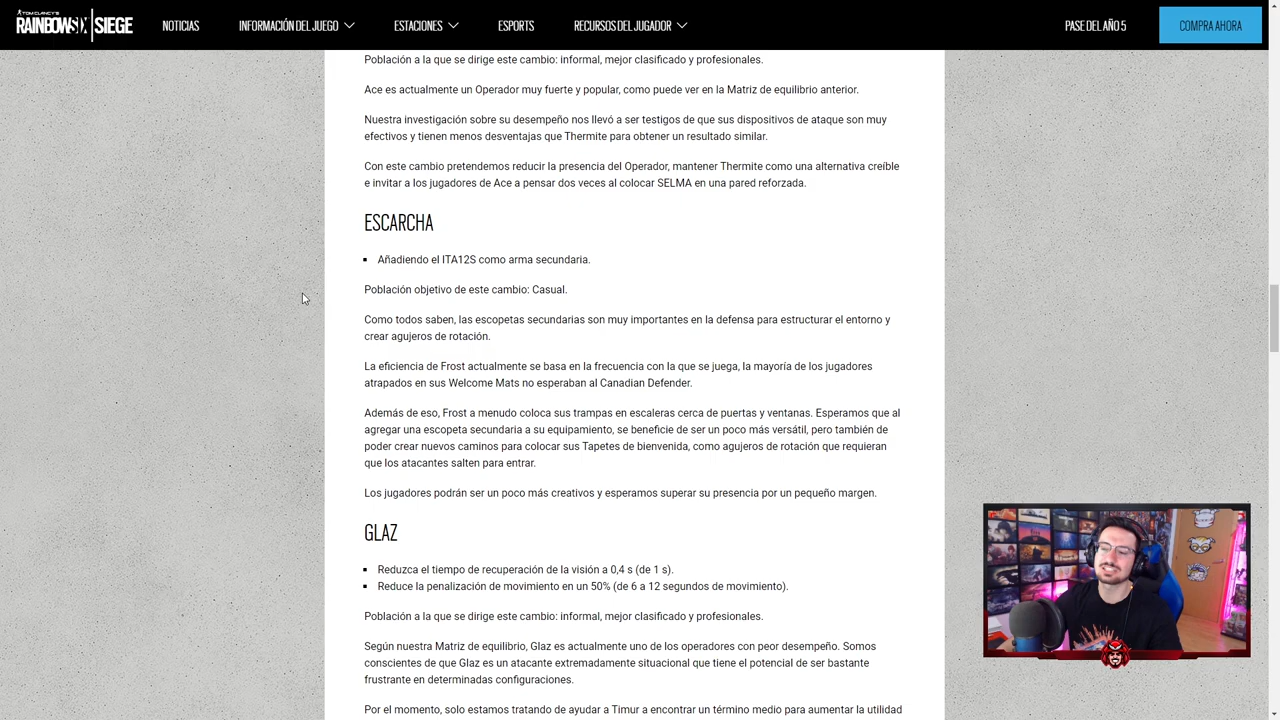 TOM CLANCY'S
RAINBOWSIX SIEGE
NOTICIAS
INFORMACIÓN DEL JUEGO
ESTACIONES
ESPORTS
RECURSOS DEL JUGADOR
PASE DEL AÑO 5
COMPRA AHORA
Población a la que se dirige este cambio: informal, mejor clasificado y profesionales.
Ace es actualmente un Operador muy fuerte y popular, como puede ver en la Matriz de equilibrio anterior.
Nuestra investigación sobre su desempeño nos llevó a ser testigos de que sus dispositivos de ataque son muy
efectivos y tienen menos desventajas que Thermite para obtener un resultado similar.
Con este cambio pretendemos reducir la presencia del Operador, mantener Thermite como una alternativa creíble
e invitar a los jugadores de Ace a pensar dos veces al colocar SELMA en una pared reforzada.
ESCARCHA
▪ Añadiendo el ITA12S como arma secundaria.
Población objetivo de este cambio: Casual.
Como todos saben, las escopetas secundarias son muy importantes en la defensa para estructurar el entorno y
crear agujeros de rotación.
La eficiencia de Frost actualmente se basa en la frecuencia con la que se juega, la mayoría de los jugadores
atrapados en sus Welcome Mats no esperaban al Canadian Defender.
Además de eso, Frost a menudo coloca sus trampas en escaleras cerca de puertas y ventanas. Esperamos que al
agregar una escopeta secundaria a su equipamiento, se beneficie de ser un poco más versátil, pero también de
poder crear nuevos caminos para colocar sus Tapetes de bienvenida, como agujeros de rotación que requieran
que los atacantes salten para entrar.
Los jugadores podrán ser un poco más creativos y esperamos superar su presencia por un pequeño margen.
GLAZ
▪ Reduzca el tiempo de recuperación de la visión a 0,4 s (de 1 s).
▪ Reduce la penalización de movimiento en un 50% (de 6 a 12 segundos de movimiento).
Población a la que se dirige este cambio: informal, mejor clasificado y profesionales.
Según nuestra Matriz de equilibrio, Glaz es actualmente uno de los operadores con peor desempeño. Somos
conscientes de que Glaz es un atacante extremadamente situacional que tiene el potencial de ser bastante
frustrante en determinadas configuraciones.
Por el momento, solo estamos tratando de ayudar a Timur a encontrar un término medio para aumentar la utilidad